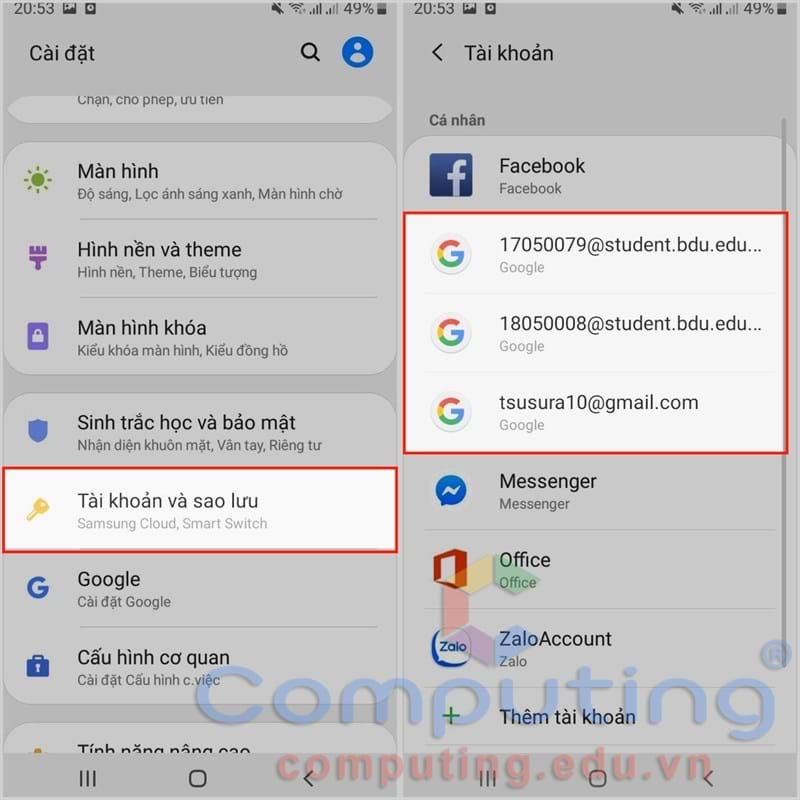 20:53
49%
Cài đặt
Chặn, cho phép, ưu tiên
Màn hình
Độ sáng, Lọc ánh sáng xanh, Màn hình chờ
Hình nền và theme
Hình nền, Theme, Biểu tượng
Màn hình khóa
Kiểu khóa màn hình, Kiểu đồng hồ
Sinh trắc học và bảo mật
Nhận diện khuôn mặt, Vân tay, Riêng tư
Tài khoản và sao lưu
Samsung Cloud, Smart Switch
Google
Cài đặt Google
Cấu hình cơ quan
Cài đặt Cấu hình c.việc
Tính năng nâng cao
20:53
49%
Tài khoản
Cá nhân
Facebook
Facebook
17050079@student.bdu.edu...
Google
18050008@student.bdu.edu...
Google
tsusura10@gmail.com
Google
Messenger
Messenger
Office
Office
Zalo
ZaloAccount
Zalo
Thêm tài khoản
Computing®
computing.edu.vn